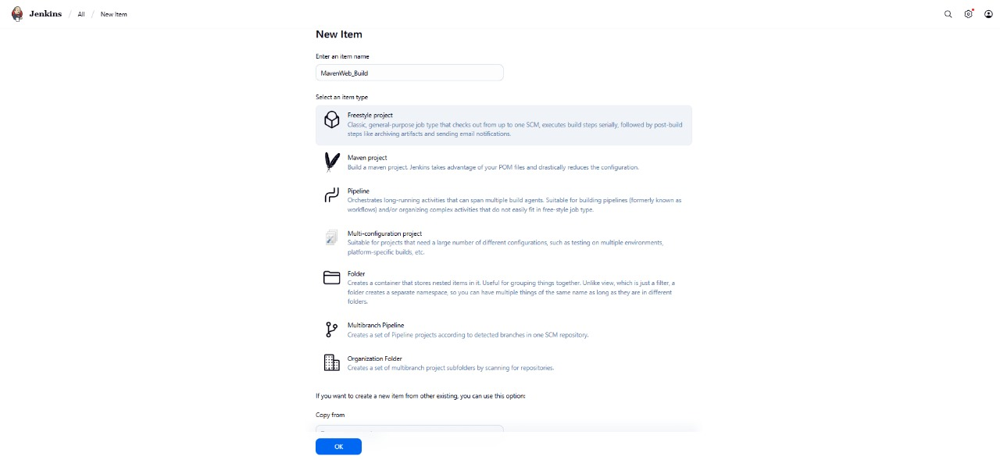 Jenkins / All / New Item
New Item
Enter an item name
MavenWeb_Build
Select an item type
Freestyle project
Classic, general-purpose job type that checks out from up to one SCM, executes build steps serially, followed by post-build
steps like archiving artifacts and sending email notifications.
Maven project
Build a maven project. Jenkins takes advantage of your POM files and drastically reduces the configuration.
Pipeline
Orchestrates long-running activities that can span multiple build agents. Suitable for building pipelines (formerly known as
workflows) and/or organizing complex activities that do not easily fit in free-style job type.
Multi-configuration project
Suitable for projects that need a large number of different configurations, such as testing on multiple environments,
platform-specific builds, etc.
Folder
Creates a container that stores nested items in it. Useful for grouping things together. Unlike view, which is just a filter, a
folder creates a separate namespace, so you can have multiple things of the same name as long as they are in different
folders.
Multibranch Pipeline
Creates a set of Pipeline projects according to detected branches in one SCM repository.
Organization Folder
Creates a set of multibranch project subfolders by scanning for repositories.
If you want to create a new item from other existing, you can use this option:
Copy from
OK